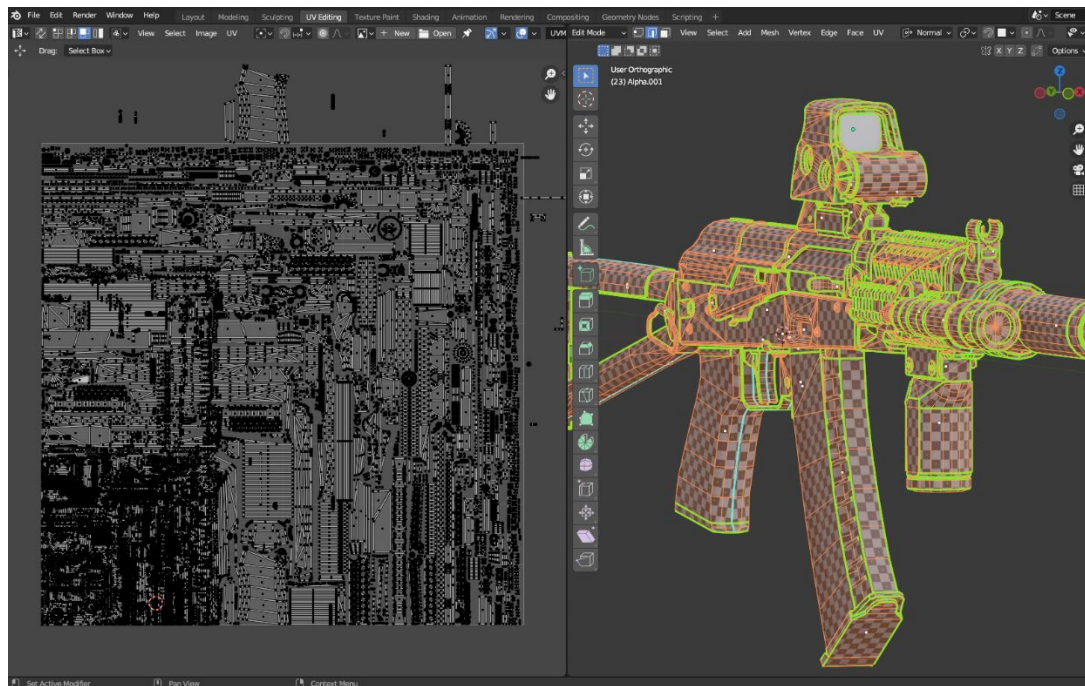 File Edit Render Window Help Layout Modeling Sculpting UV Editing Texture Paint Shading Animation Rendering Compositing Geometry Nodes Scripting + Scene
View Select Image UV + New Open UVM
Edit Mode View Select Add Mesh Vertex Edge Face UV Normal
Drag: Select Box
X Y Z Options
User Orthographic
(23) Alpha.001
Z
Y
Set Active Modifier Pan View Context Menu